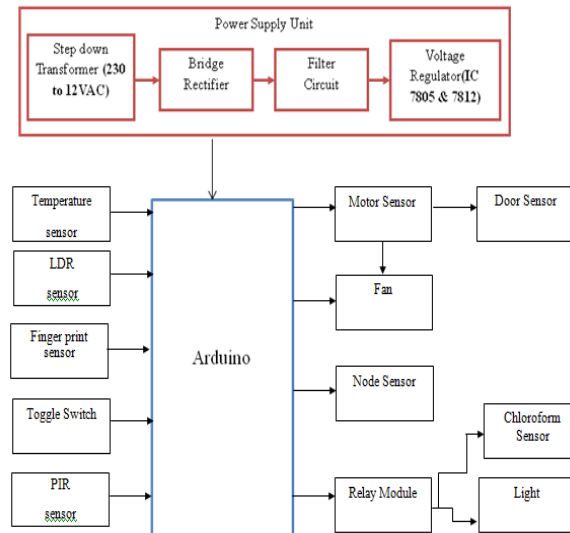 Power Supply Unit
Step down
Transformer (230
to 12VAC)
Bridge
Rectifier
Filter
Circuit
Voltage
Regulator(IC
7805 & 7812)
Temperature
sensor
LDR
sensor
Finger print
sensor
Toggle Switch
PIR
sensor
Arduino
Motor Sensor
Door Sensor
Fan
Node Sensor
Relay Module
Chloroform
Sensor
Light